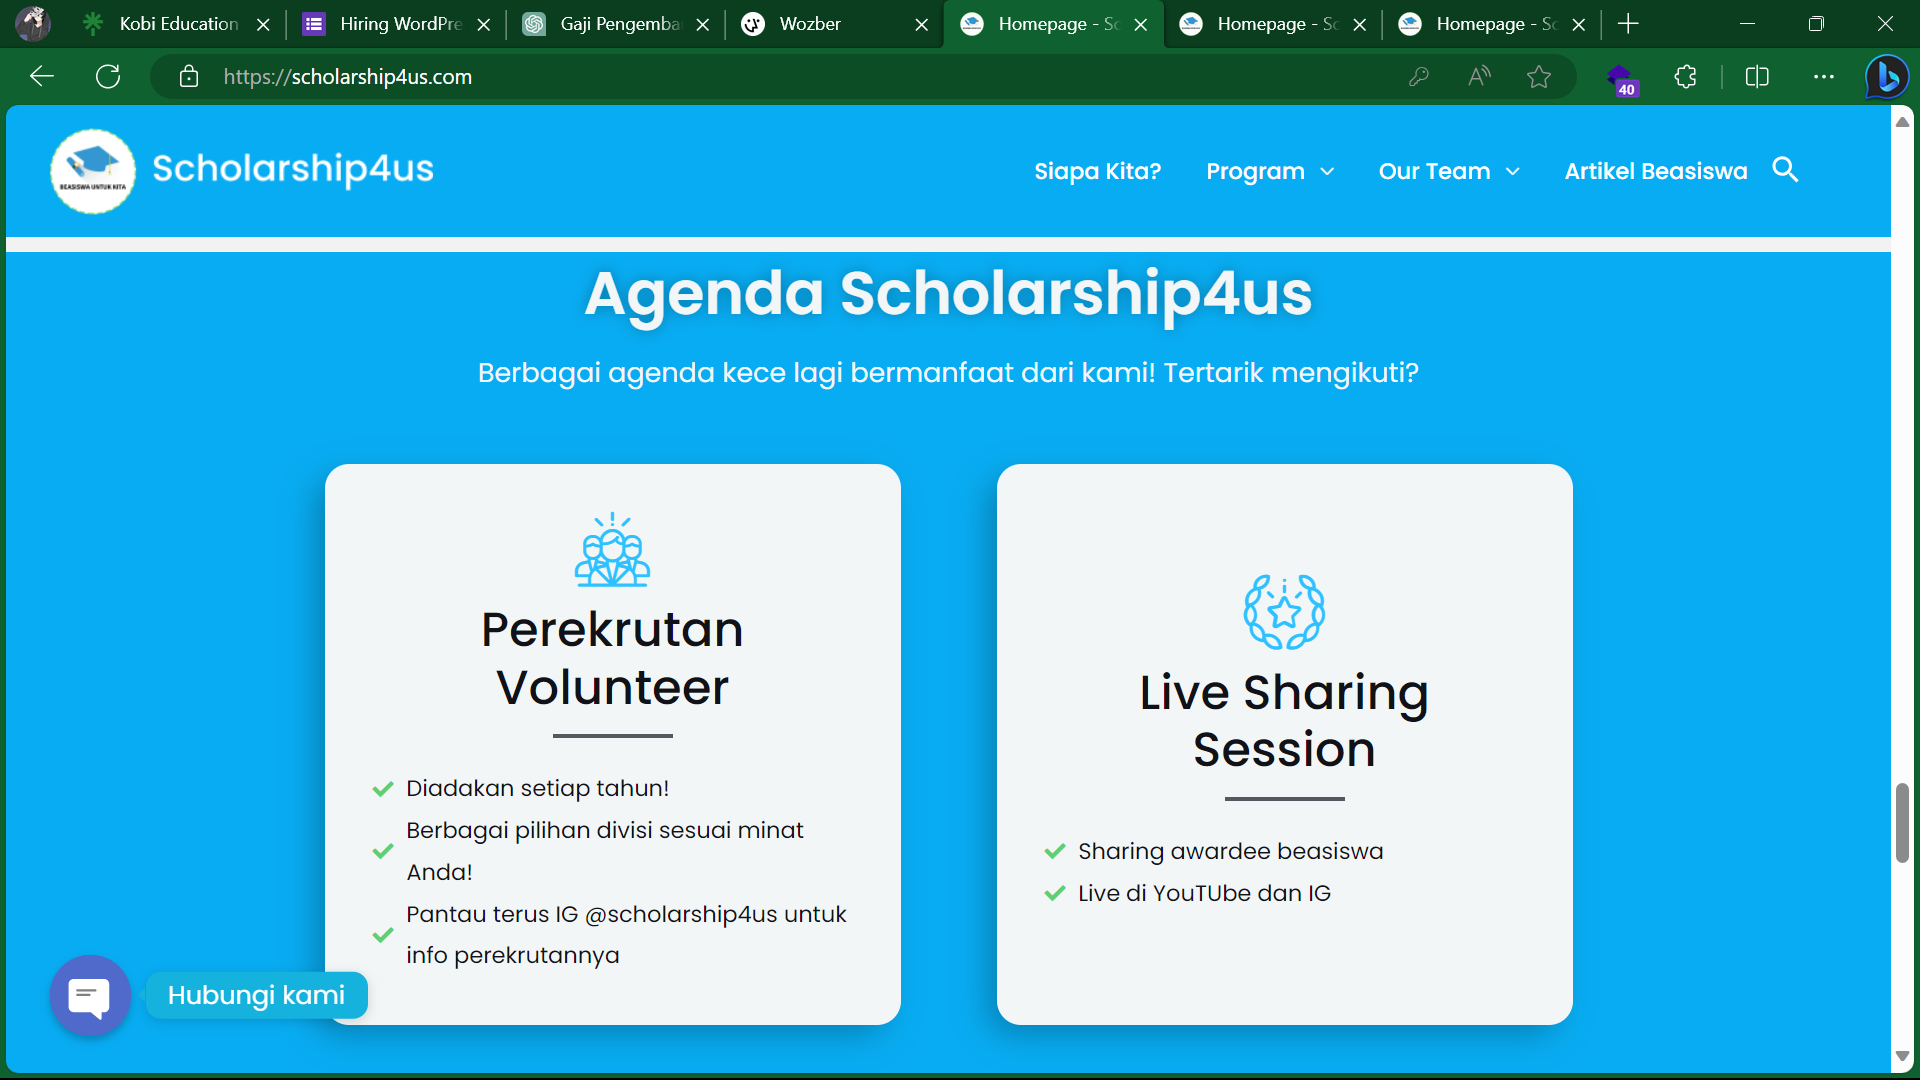 Kobi Education
Hiring WordPre
Gaji Pengemba
Wozber
Homepage - Sc
Homepage - Sc
Homepage - Sc
https://scholarship4us.com
40
BEASISWA UNTUK KITA
Scholarship4us
Siapa Kita?
Program
Our Team
Artikel Beasiswa
Agenda Scholarship4us
Berbagai agenda kece lagi bermanfaat dari kami! Tertarik mengikuti?
Perekrutan
Volunteer
Diadakan setiap tahun!
Berbagai pilihan divisi sesuai minat
Anda!
Pantau terus IG @scholarship4us untuk
info perekrutannya
Live Sharing
Session
Sharing awardee beasiswa
Live di YouTUbe dan IG
Hubungi kami